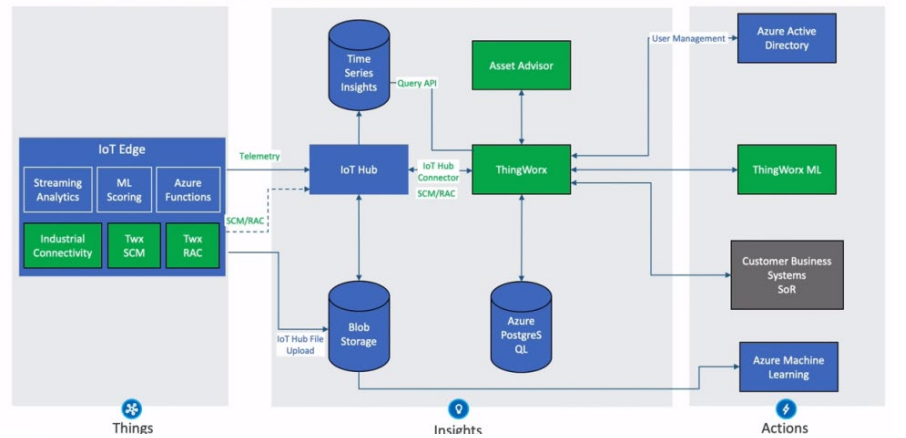 IoT Edge
Streaming
Analytics
ML
Scoring
Azure
Functions
Industrial
Connectivity
Twx
SCM
Twx
RAC
Things
Telemetry
SCM/RAC
IoT Hub File
Upload
Time
Series
Insights
Query API
IoT Hub
IoT Hub
Connector
SCM/RAC
Blob
Storage
Asset Advisor
ThingWorx
Azure
PostgreS
QL
Insights
User Management
Azure Active
Directory
ThingWorx ML
Customer Business
Systems
SoR
Azure Machine
Learning
Actions